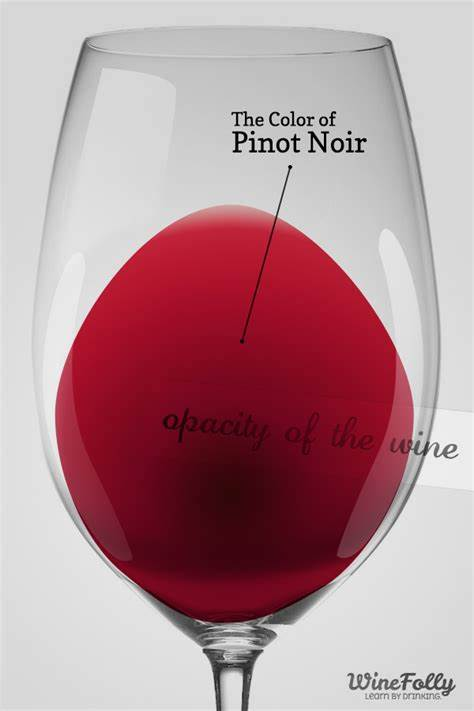 The Color of
Pinot Noir
opacity of the wine
WineFolly
LEARN BY DRINKING.